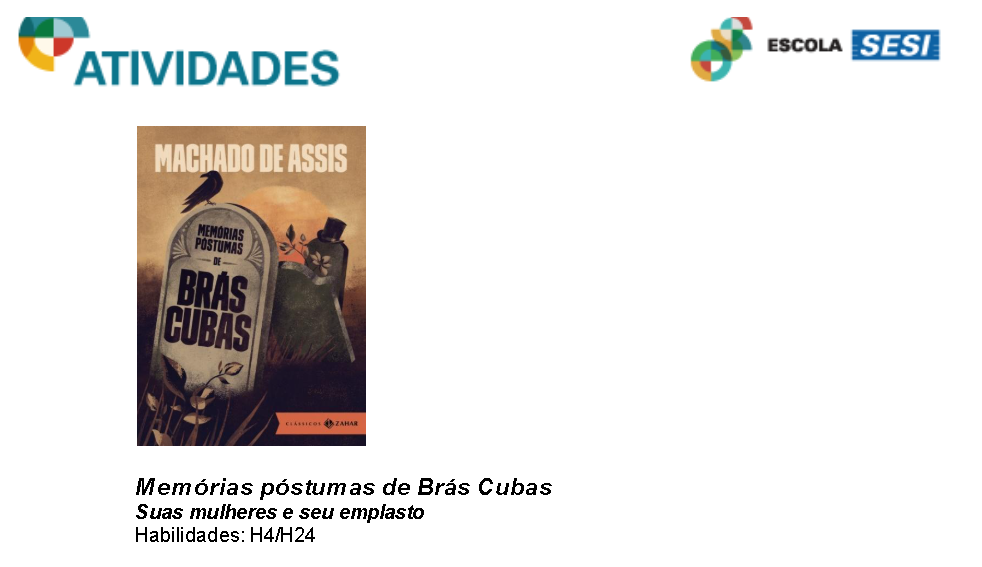 ATIVIDADES
ESCOLA SESI
MACHADO DE ASSIS
MEMÓRIAS
PÓSTUMAS
DE
BRÁS
CUBAS
CLÁSSICOS ZAHAR
Memórias póstumas de Brás Cubas
Suas mulheres e seu emplasto
Habilidades: H4/H24